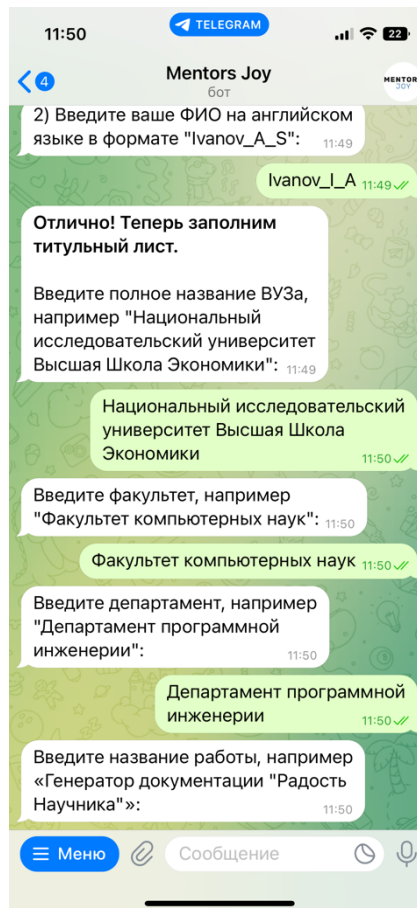 11:50
TELEGRAM
22
4
Mentors Joy
бот
MENTOR
JOY
2) Введите ваше ФИО на английском
языке в формате "Ivanov_A_S": 11:49
Ivanov_I_A 11:49
Отлично! Теперь заполним
титульный лист.
Введите полное название ВУЗа,
например "Национальный
исследовательский университет
Высшая Школа Экономики": 11:49
Национальный исследовательский
университет Высшая Школа
Экономики 11:50
Введите факультет, например
"Факультет компьютерных наук": 11:50
Факультет компьютерных наук 11:50
Введите департамент, например
"Департамент программной
инженерии": 11:50
Департамент программной
инженерии 11:50
Введите название работы, например
«Генератор документации "Радость
Научника"»: 11:50
Меню
Сообщение